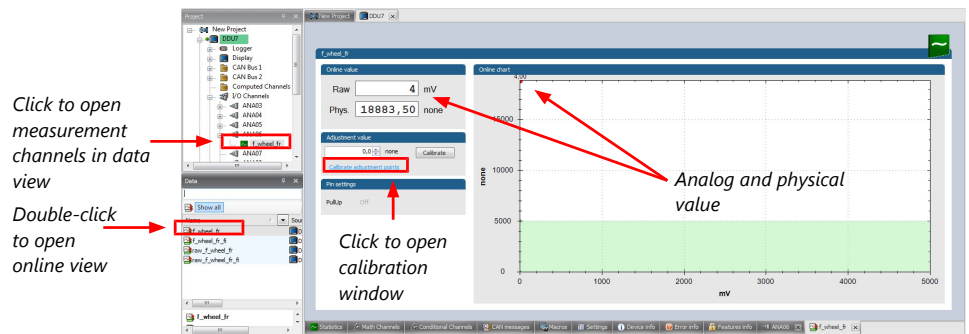 Project
New Project
DDU7
New Project
DDU7
Logger
Display
CAN Bus 1
CAN Bus 2
Computed Channels
I/O Channels
ANA03
ANA04
ANA05
ANA06
f_wheel_fr
ANA07
Click to open
measurement
channels in data
view
Double-click
to open
online view
Data
Show all
Name
Sou
f_wheel_fr
f_wheel_fr_fi
raw_f_wheel_fr
raw_f_wheel_fr_fi
f_wheel_fr
f_wheel_fr
Online value
Raw 4 mV
Phys. 18883,50 none
Adjustment value
0,0 none Calibrate
Calibrate adjustment points
Pin settings
PullUp Off
Click to open
calibration
window
Online chart
4,00
15000
10000
5000
0
none
0 1000 2000 3000 4000 5000
mV
Analog and physical
value
Statistics Math Channels Conditional Channels CAN messages Macros Settings Device info Error info Features info ANA06 f_wheel_fr